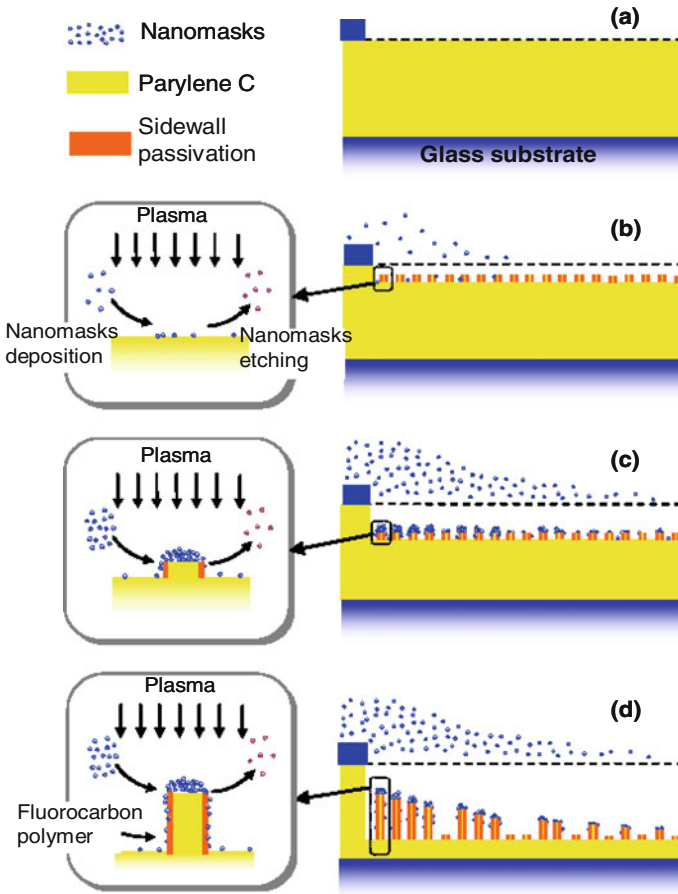 Nanomasks
Parylene C
Sidewall
passivation
(a)
Glass substrate
Plasma
Nanomasks
deposition
Nanomasks
etching
(b)
Plasma
(c)
Plasma
Fluorocarbon
polymer
(d)